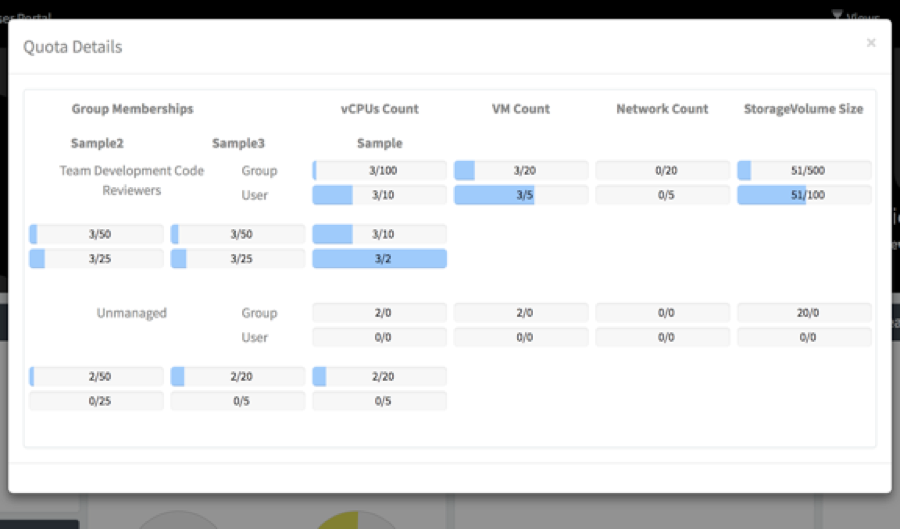 ser Portal
Views
Quota Details
×
Group Memberships vCPUs Count VM Count Network Count StorageVolume Size
Sample2 Sample3 Sample
Team Development Code Reviewers Group 3/100 3/20 0/20 51/500
User 3/10 3/5 0/5 51/100
3/50 3/50 3/10
3/25 3/25 3/2
Unmanaged Group 2/0 2/0 0/0 20/0
User 0/0 0/0 0/0 0/0
2/50 2/20 2/20
0/25 0/5 0/5